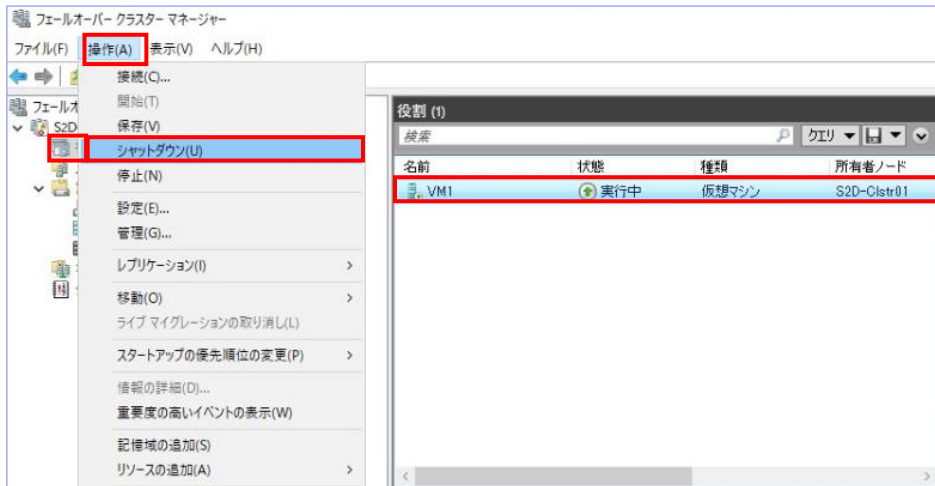 フェールオーバー クラスター マネージャー
ファイル(F) 操作(A) 表示(V) ヘルプ(H)
接続(C)...
開始(T)
保存(V)
シャットダウン(U)
停止(N)
設定(E)...
管理(G)...
レプリケーション(I)
移動(O)
ライブ マイグレーションの取り消し(L)
スタートアップの優先順位の変更(P)
情報の詳細(D)...
重要度の高いイベントの表示(W)
記憶域の追加(S)
リソースの追加(A)
フェールオ
S2D
役割 (1)
検索 クエリ
名前 状態 種類 所有者ノード
VM1 実行中 仮想マシン S2D-Clstr01